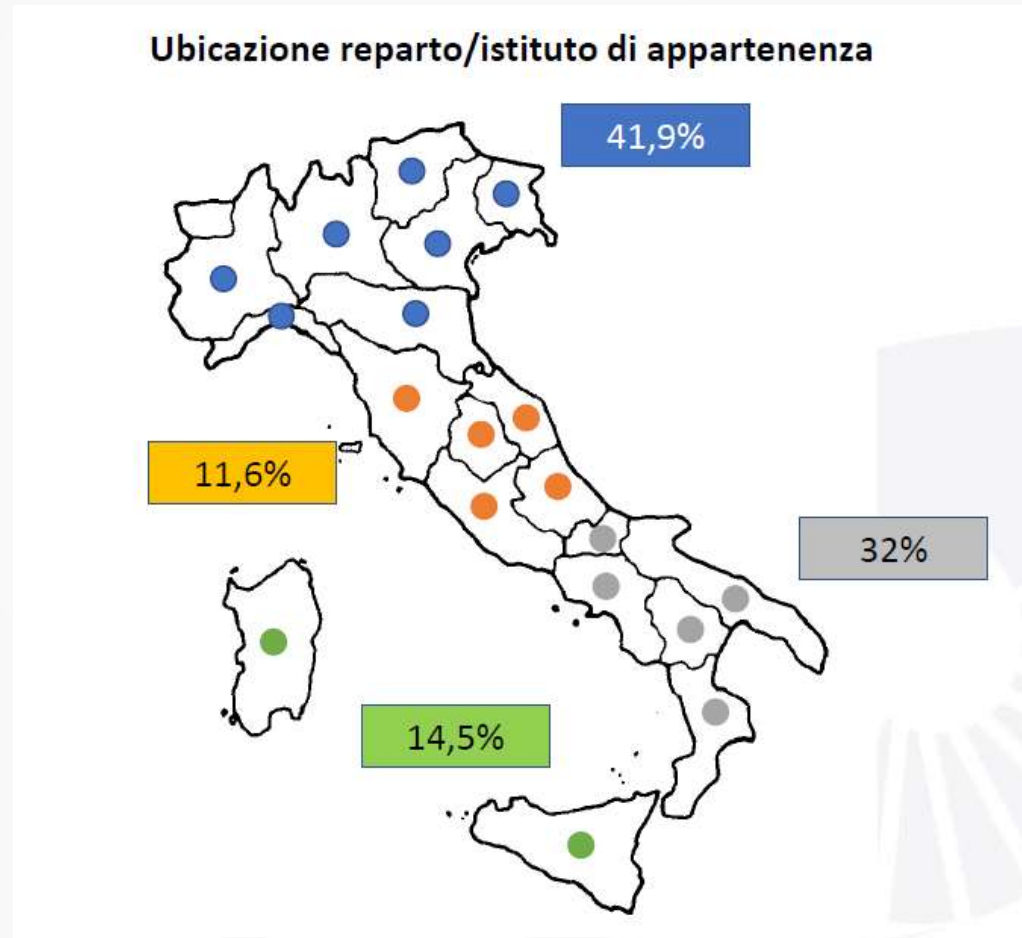 Ubicazione reparto/istituto di appartenenza
41,9%
11,6%
32%
14,5%